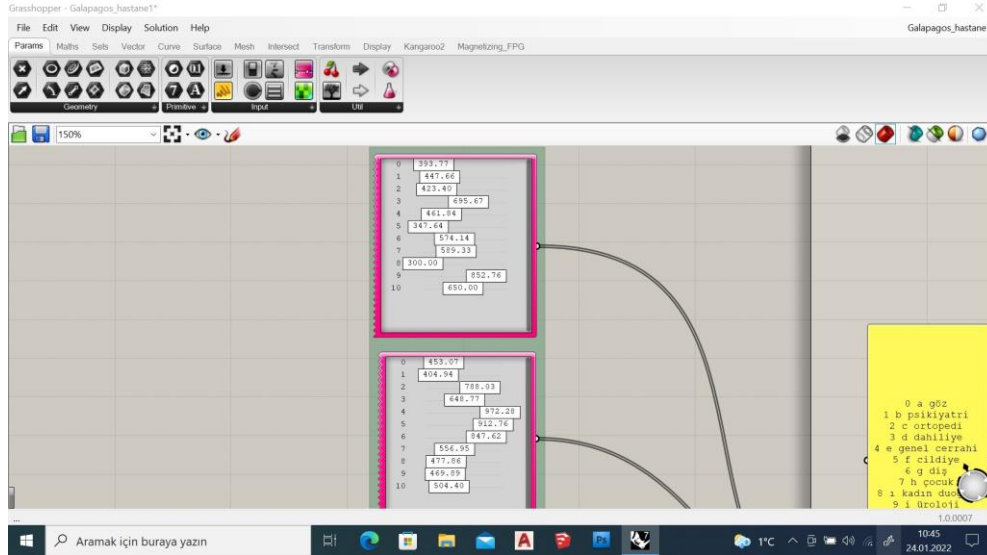 Grasshopper - Galapagos_hastane1*
File Edit View Display Solution Help
Galapagos_hastane
Params Maths Sets Vector Curve Surface Mesh Intersect Transform Display Kangaroo2 Magnetizing_FPG
Geometry Primitive Input Util
150%
0 393.77
1 447.66
2 423.40
3 695.67
4 461.84
5 347.64
6 574.14
7 589.33
8 300.00
9 852.76
10 650.00
0 453.07
1 404.94
2 788.03
3 648.77
4 972.28
5 912.76
6 847.62
7 556.95
8 477.86
9 469.89
10 504.40
0 a göz
1 b psikiyatri
2 c ortopedi
3 d dahiliye
4 e genel cerrahi
5 f cildiye
6 g diş
7 h çocuk
8 ı kadın
9 i üroloji
1.0.0007
Aramak için buraya yazın
1°C
10:45
24.01.2022